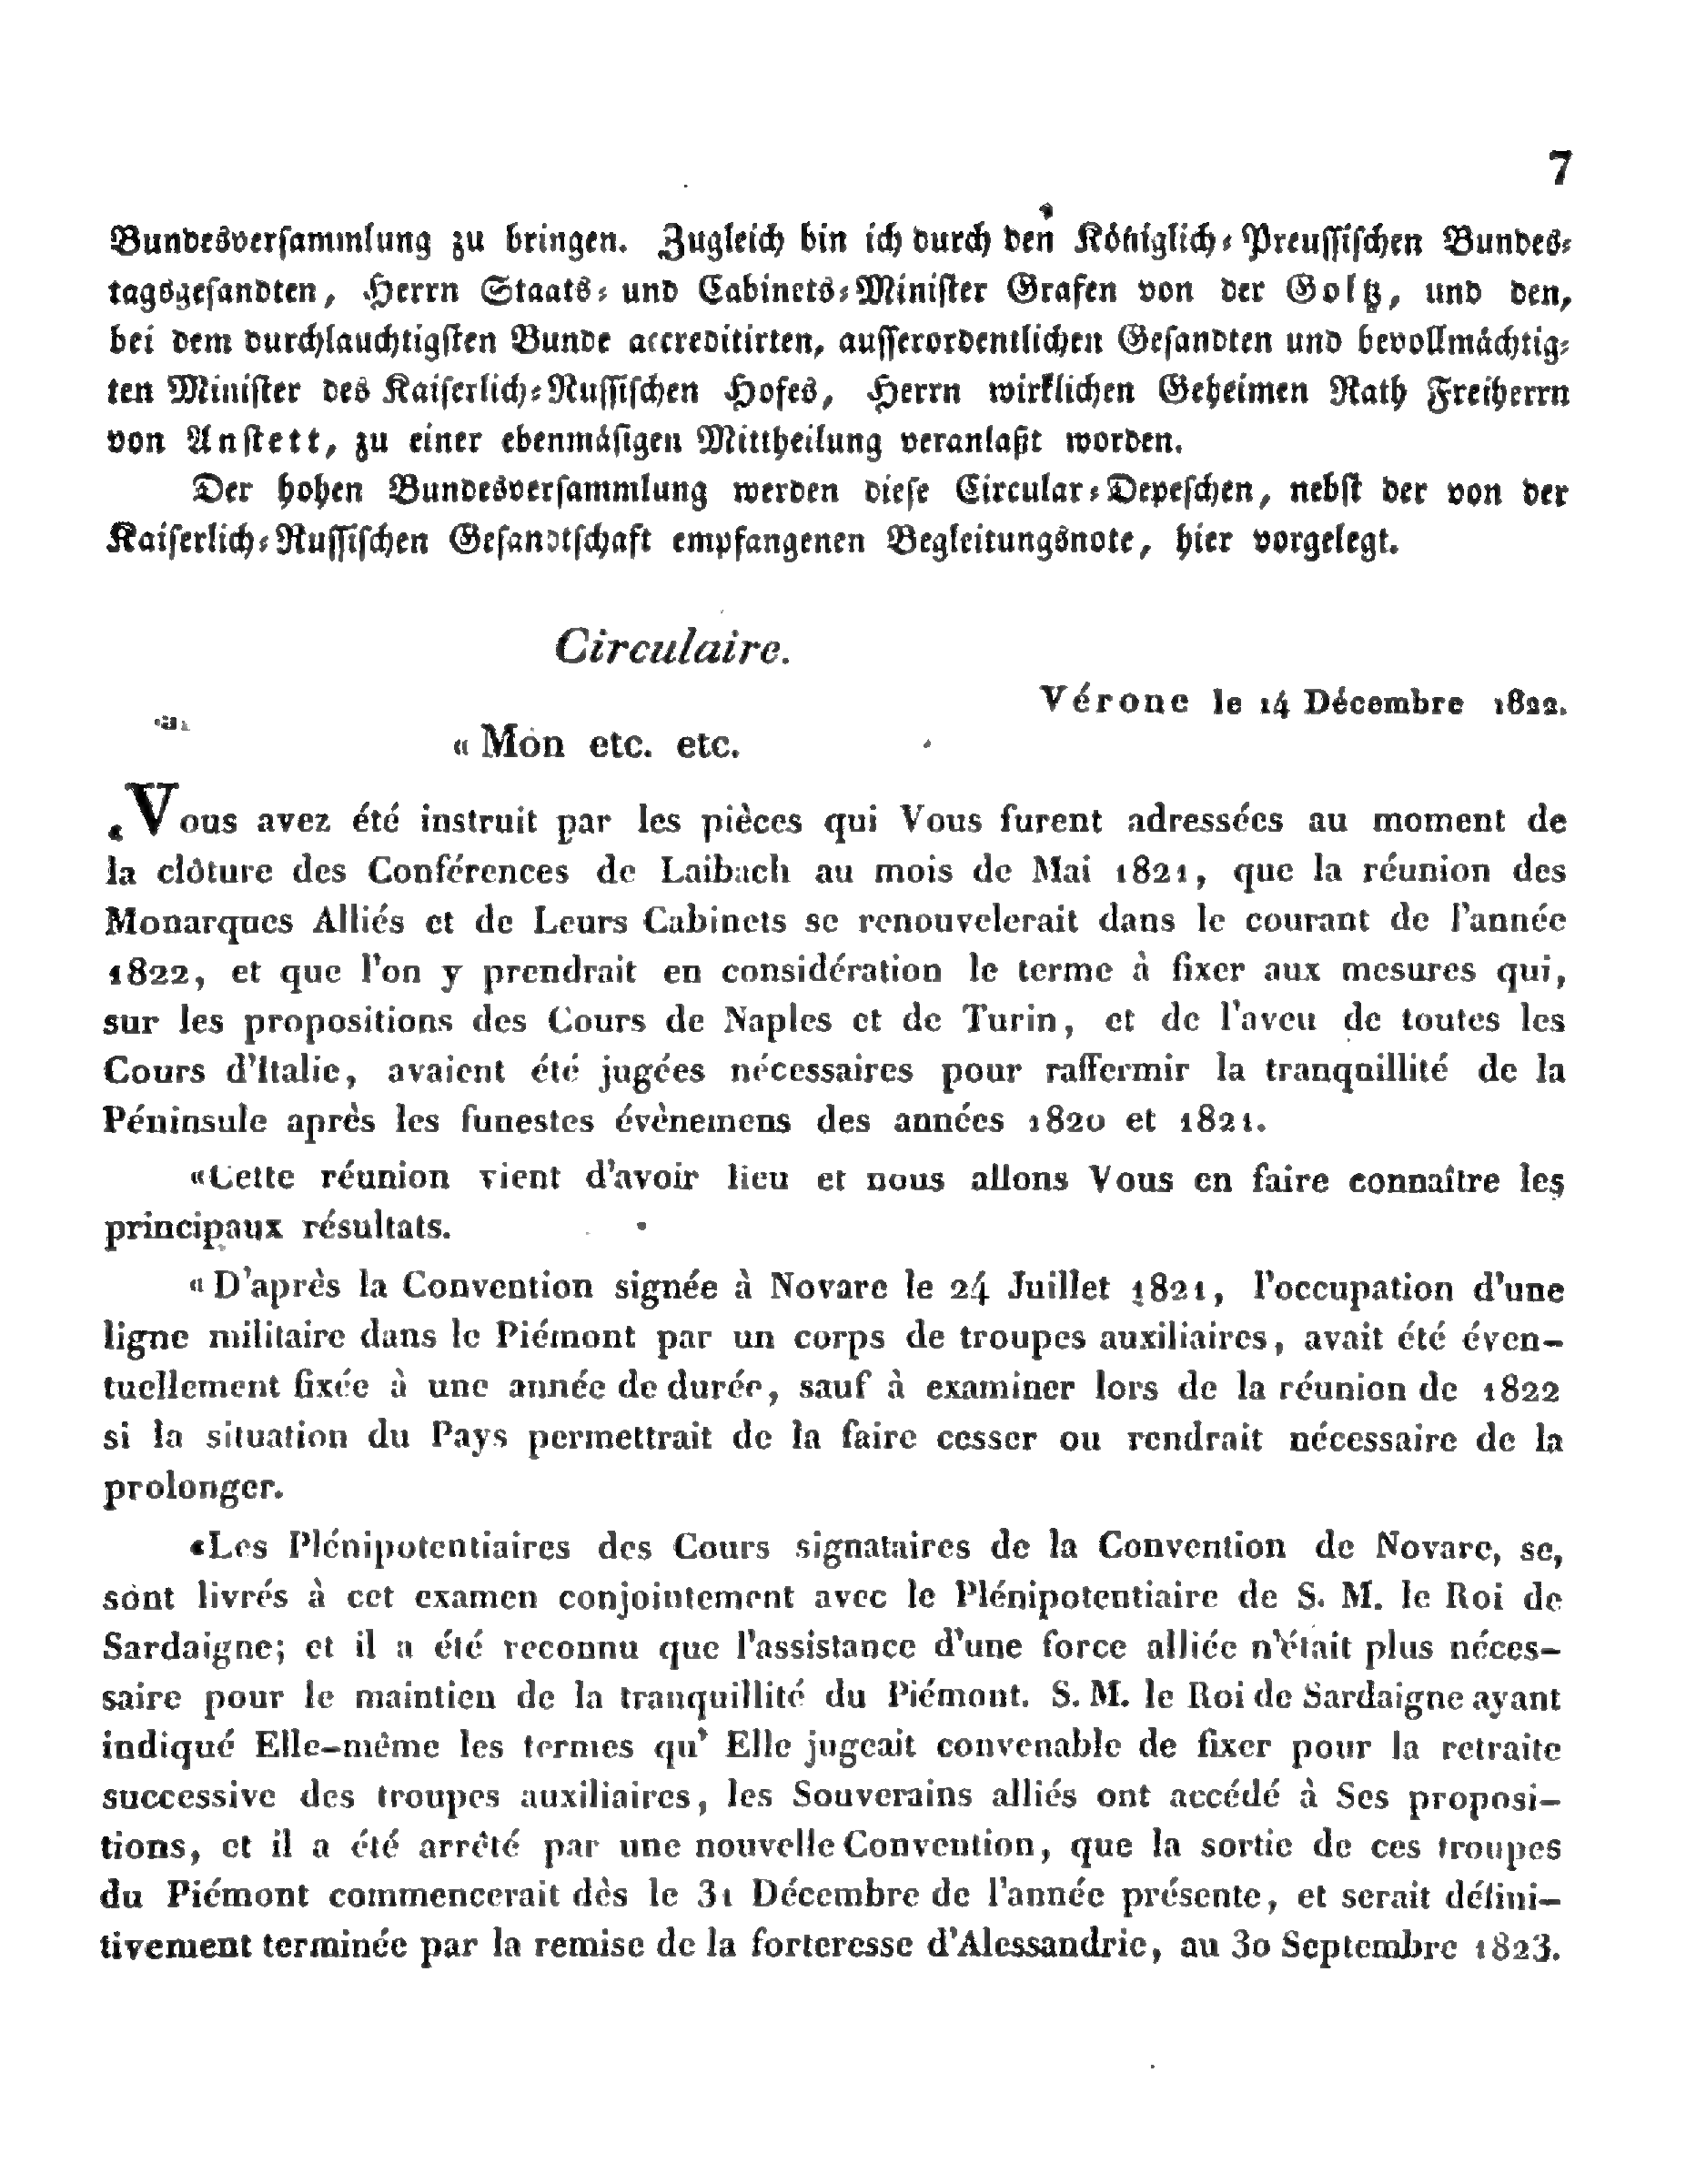 7
Bundesversammlung zu bringen. Zugleich bin ich durch den Königlich-Preussischen Bundes-
tagsgesandten, Herrn Staats- und Cabinets-Minister Grafen von der Goltz, und den,
bei dem durchlauchtigsten Bunde accreditirten, ausserordentlichen Gesandten und bevollmächtig-
ten Minister des Kaiserlich-Russischen Hofes, Herrn wirklichen Geheimen Rath Freiherrn
von Anstett, zu einer ebenmäsigen Mittheilung veranlaßt worden.
Der hohen Bundesversammlung werden diese Circular-Depeschen, nebst der von der
Kaiserlich-Russischen Gesandtschaft empfangenen Begleitungsnote, hier vorgelegt.
Circulaire.
Vérone le 14 Décembre 1822.
« Mon etc. etc.
«Vous avez été instruit par les pièces qui Vous furent adressées au moment de
la clôture des Conférences de Laibach au mois de Mai 1821, que la réunion des
Monarques Alliés et de Leurs Cabinets se renouvelerait dans le courant de l'année
1822, et que l'on y prendrait en considération le terme à fixer aux mesures qui,
sur les propositions des Cours de Naples et de Turin, et de l'aveu de toutes les
Cours d'Italie, avaient été jugées nécessaires pour raffermir la tranquillité de la
Péninsule après les funestes évènemens des années 1820 et 1821.
«Cette réunion vient d'avoir lieu et nous allons Vous en faire connaître les
principaux résultats.
« D'après la Convention signée à Novare le 24 Juillet 1821, l'occupation d'une
ligne militaire dans le Piémont par un corps de troupes auxiliaires, avait été éven-
tuellement fixée à une année de durée, sauf à examiner lors de la réunion de 1822
si la situation du Pays permettrait de la faire cesser ou rendrait nécessaire de la
prolonger.
«Les Plénipotentiaires des Cours signataires de la Convention de Novare, se,
sont livrés à cet examen conjointement avec le Plénipotentiaire de S. M. le Roi de
Sardaigne; et il a été reconnu que l'assistance d'une force alliée n'était plus néces-
saire pour le maintien de la tranquillité du Piémont. S. M. le Roi de Sardaigne ayant
indiqué Elle-même les termes qu' Elle jugeait convenable de fixer pour la retraite
successive des troupes auxiliaires, les Souverains alliés ont accédé à Ses proposi-
tions, et il a été arrêté par une nouvelle Convention, que la sortie de ces troupes
du Piémont commencerait dès le 31 Décembre de l'année présente, et serait défini-
tivement terminée par la remise de la forteresse d'Alessandrie, au 30 Septembre 1823.